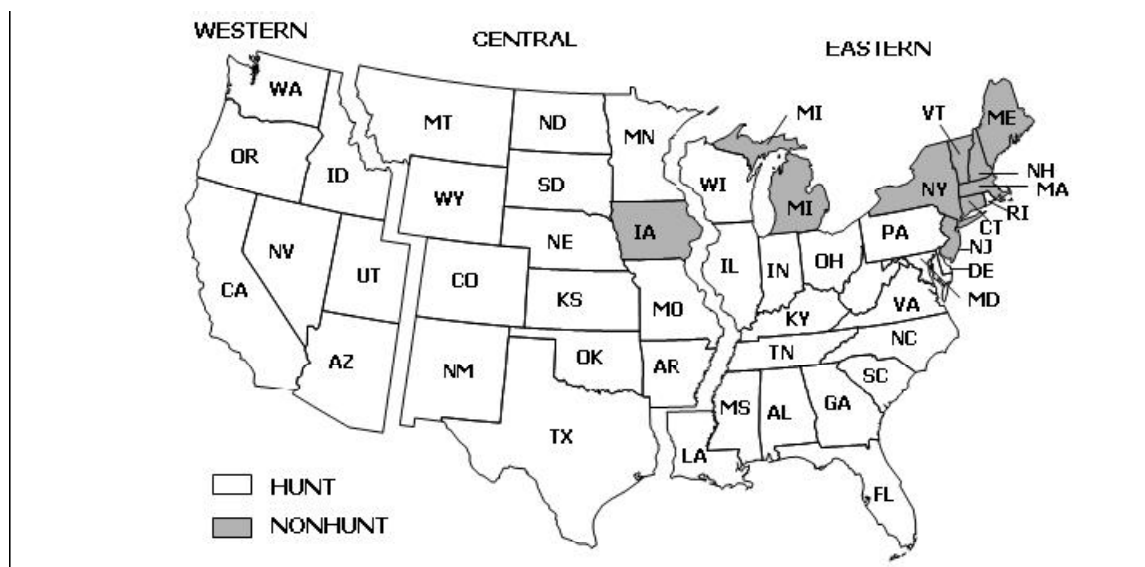 WESTERN
CENTRAL
EASTERN
WA
MT
ND
MN
MI
VT
ME
OR
ID
SD
WI
NH
MA
WY
NY
MI
RI
CT
IA
NV
NE
PA
NJ
UT
CO
IL
IN
OH
DE
CA
KS
MO
MD
VA
KY
NC
AZ
NM
OK
AR
TN
SC
MS
AL
GA
TX
LA
FL
HUNT
NONHUNT